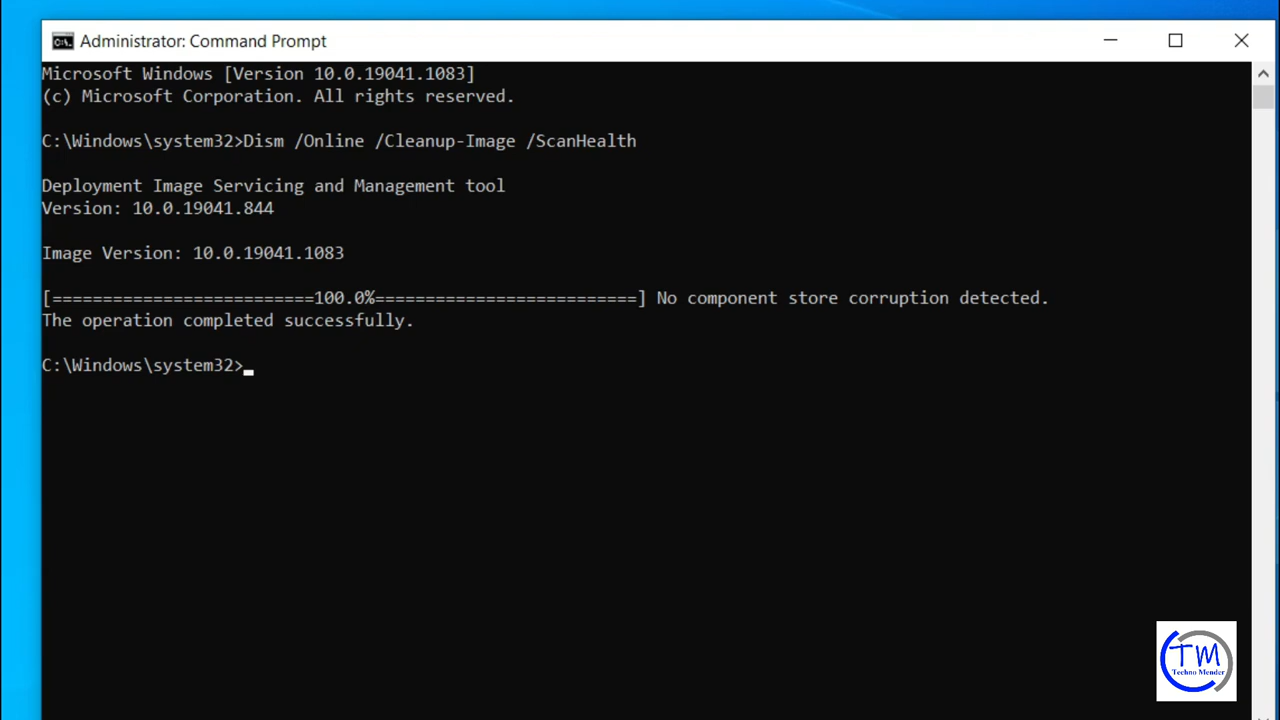 Administrator: Command Prompt
Microsoft Windows [Version 10.0.19041.1083]
(c) Microsoft Corporation. All rights reserved.
C:\Windows\system32>Dism /Online /Cleanup-Image /ScanHealth
Deployment Image Servicing and Management tool
Version: 10.0.19041.844
Image Version: 10.0.19041.1083
[==========================100.0%==========================] No component store corruption detected.
The operation completed successfully.
C:\Windows\system32>
TM
Techno Mender